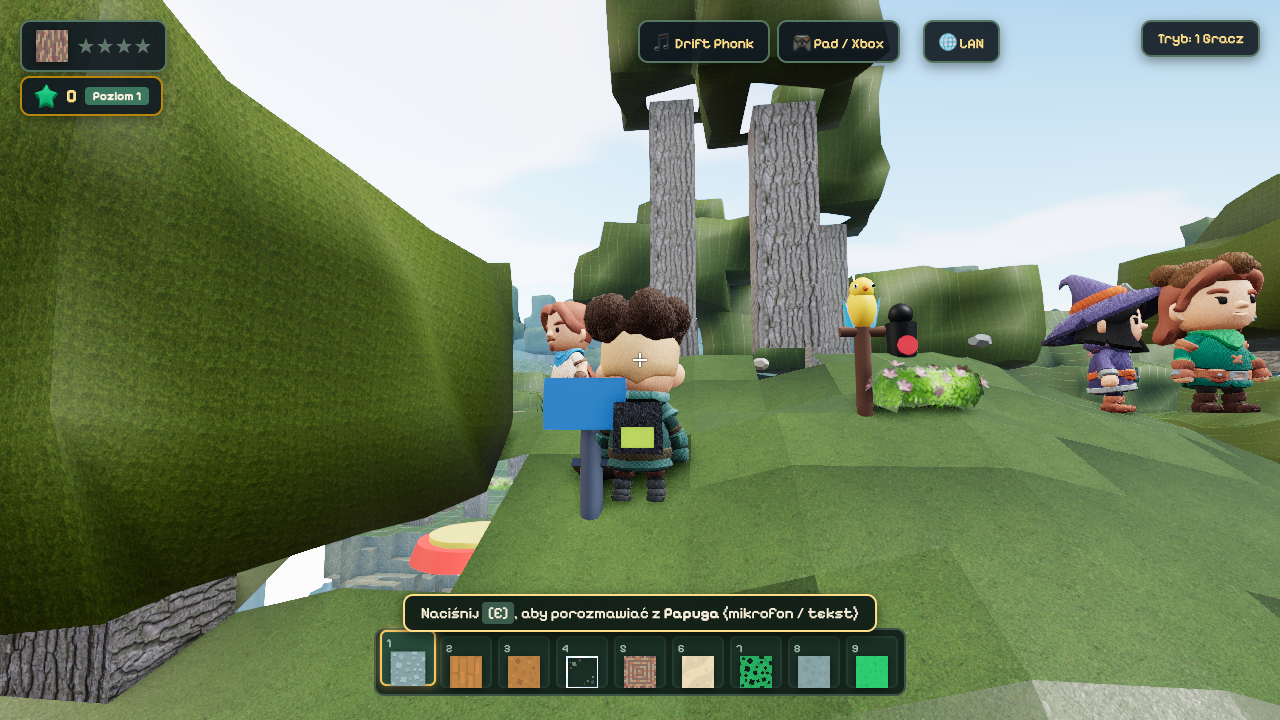 Drift Phonk
Pad / Xbox
LAN
Tryb: 1 Gracz
0 Poziom 1
Naciśnij (E), aby porozmawiać z Papuga (mikrofon / tekst)
1 2 3 4 5 6 7 8 9